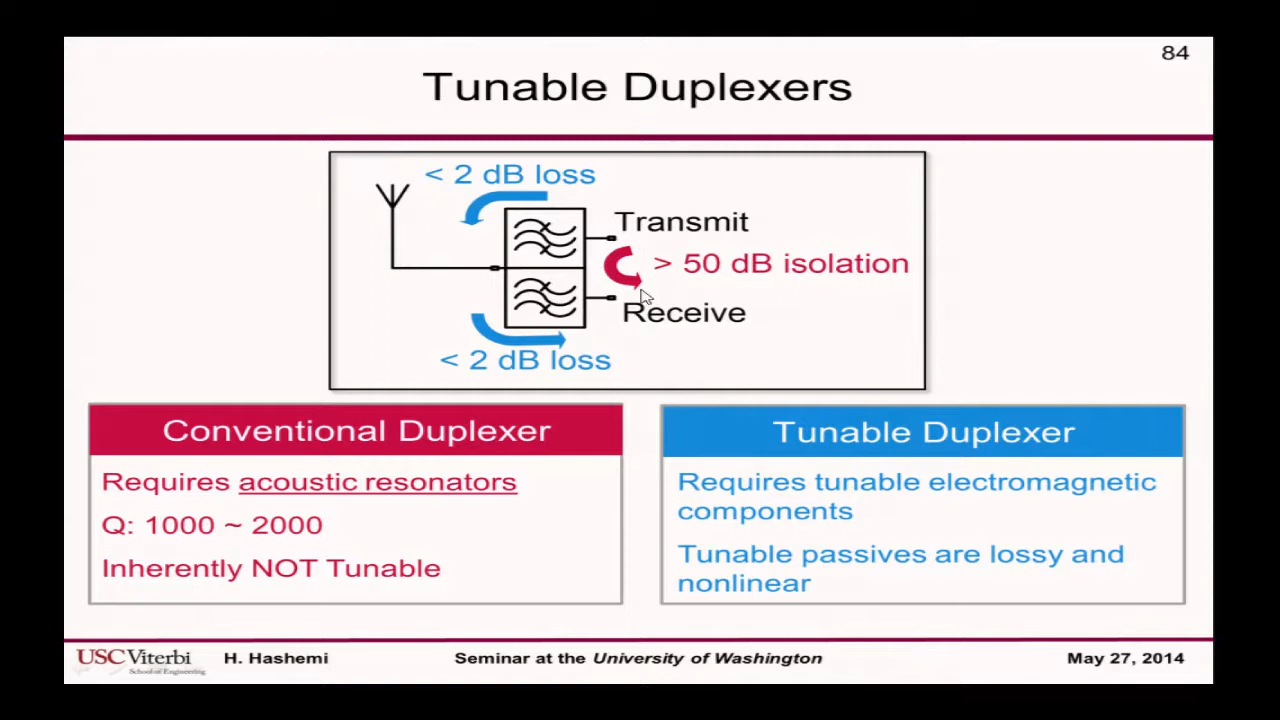 84
Tunable Duplexers
< 2 dB loss
Transmit
> 50 dB isolation
Receive
< 2 dB loss
Conventional Duplexer
Requires acoustic resonators
Q: 1000 ~ 2000
Inherently NOT Tunable
Tunable Duplexer
Requires tunable electromagnetic
components
Tunable passives are lossy and
nonlinear
USC Viterbi
School of Engineering
H. Hashemi
Seminar at the University of Washington
May 27, 2014